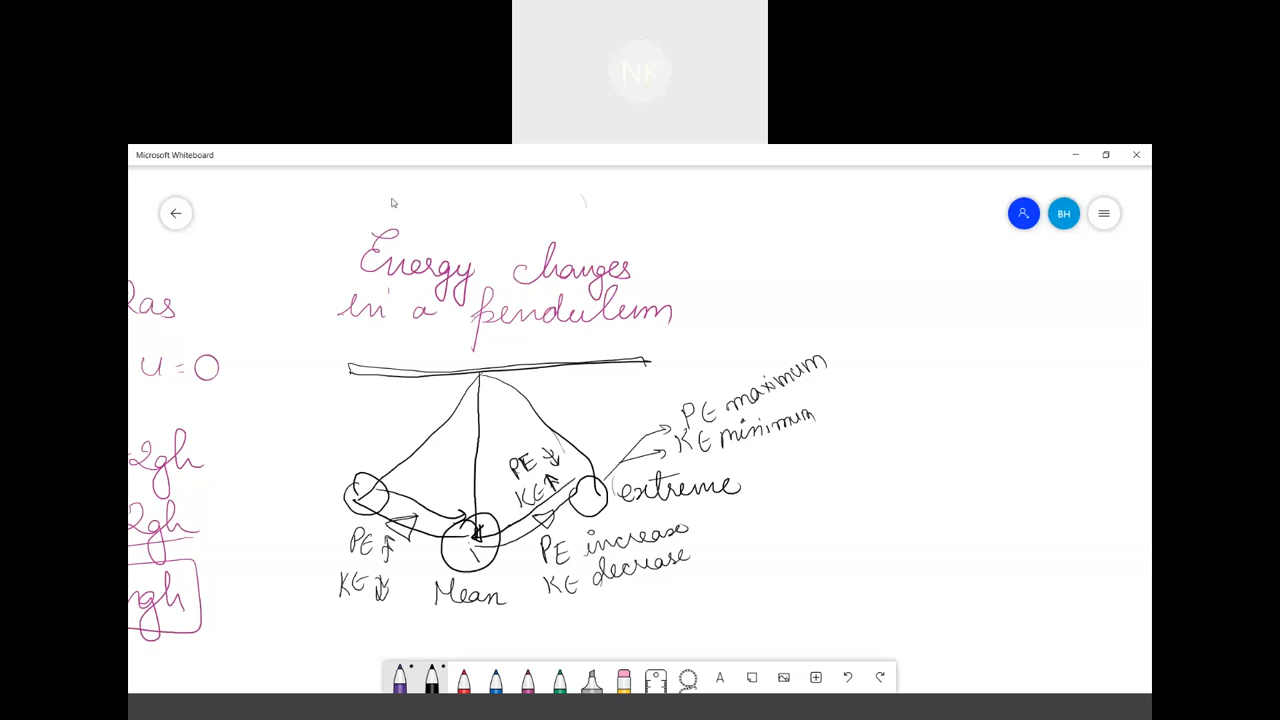 NK
Microsoft Whiteboard
BH
Energy changes
in a pendulum
u = 0
2gh
2gh
PE maximum
KE minimum
PE ↓
KE ↑
extreme
PE ↑
KE ↓
Mean
PE increase
KE decrease
A